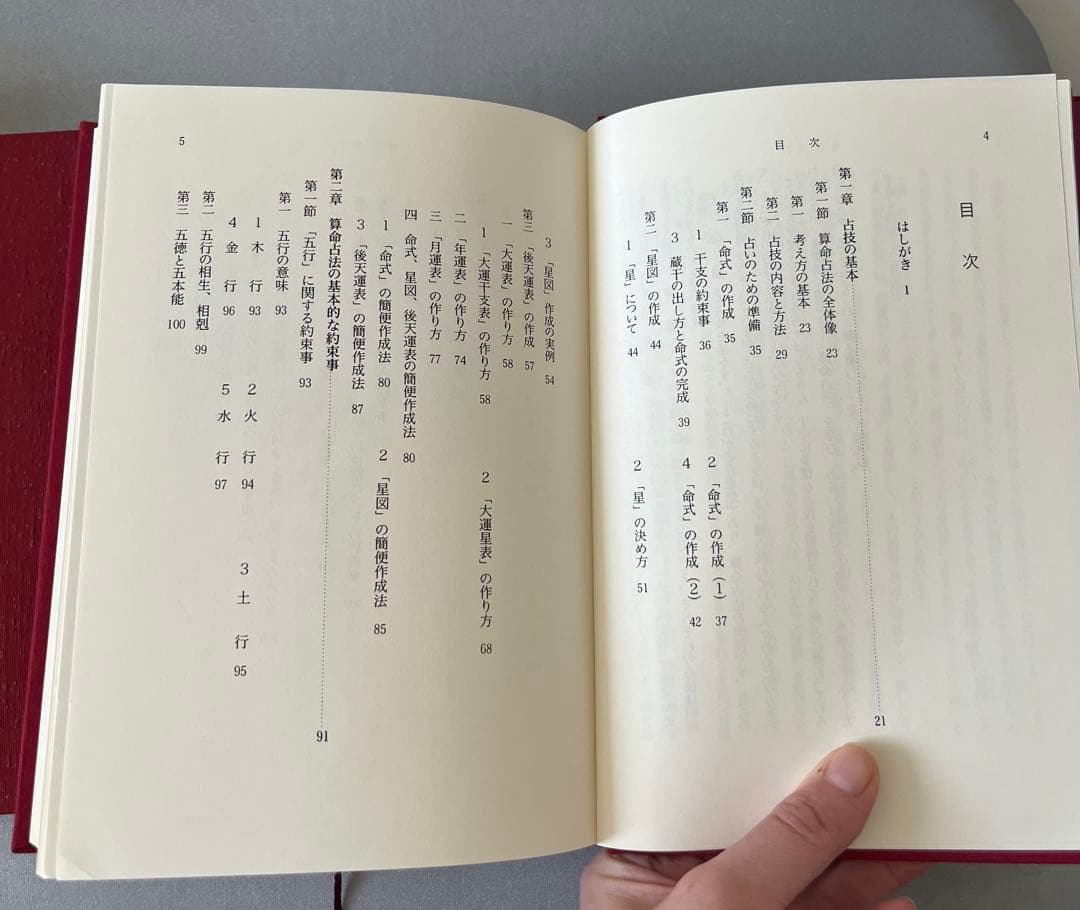 目次
4
目次
はしがき 1
第一章 占技の基本 21
第一節 算命占法の全体像 23
第一 考え方の基本 23
第二 占技の内容と方法 29
第二節 占いのための準備 35
第一 「命式」の作成 35
1 干支の約束事 36
2 「命式」の作成(1) 37
3 蔵干の出し方と命式の完成 39
4 「命式」の作成(2) 42
第二 「星図」の作成 44
1 「星」について 44
2 「星」の決め方 51
5
3 「星図」作成の実例 54
第三 「後天運表」の作成 57
一 「大運表」の作り方 58
1 「大運干支表」の作り方 58
2 「大運星表」の作り方 68
二 「年運表」の作り方 74
三 「月運表」の作り方 77
四 命式、星図、後天運表の簡便作成法 80
1 「命式」の簡便作成法 80
2 「星図」の簡便作成法 85
3 「後天運表」の簡便作成法 87
第二章 算命占法の基本的な約束事 91
第一節 「五行」に関する約束事 93
第一 五行の意味 93
1 木行 93
2 火行 94
3 土行 95
4 金行 96
5 水行 97
第二 五行の相生、相剋 99
第三 五徳と五本能 100